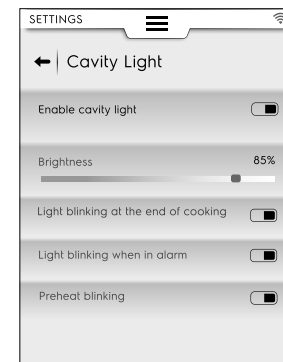 SETTINGS
Cavity Light
Enable cavity light
Brightness 85%
Light blinking at the end of cooking
Light blinking when in alarm
Preheat blinking